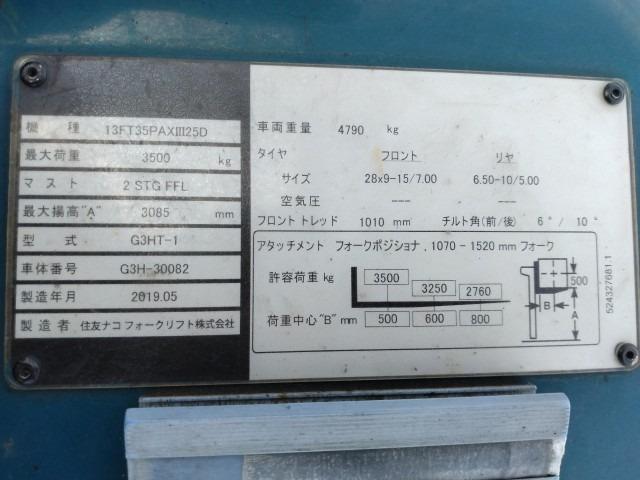 機種 13FT35PAXIII25D
最大荷重 3500 kg
マスト 2 STG FFL
最大揚高"A" 3085 mm
型式 G3HT-1
車体番号 G3H-30082
製造年月 2019.05
製造者 住友ナコ フォークリフト株式会社
車両重量 4790 kg
タイヤ フロント リヤ
サイズ 28x9-15/7.00 6.50-10/5.00
空気圧 --- ---
フロント トレッド 1010 mm チルト角(前/後) 6° / 10°
アタッチメント フォークポジショナ , 1070 - 1520 mm フォーク
許容荷重 kg 3500 3250 2760
荷重中心"B" mm 500 600 800
500
B
A
524327681.1